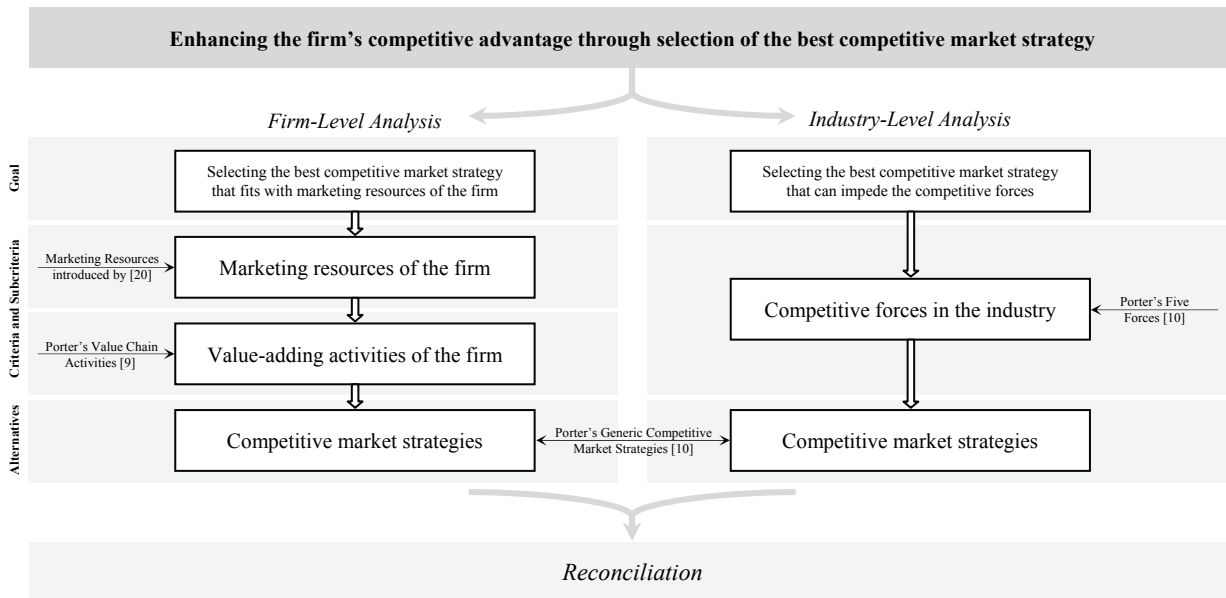 Enhancing the firm’s competitive advantage through selection of the best competitive market strategy
Firm-Level Analysis
Industry-Level Analysis
Goal
Selecting the best competitive market strategy
that fits with marketing resources of the firm
Selecting the best competitive market strategy
that can impede the competitive forces
Criteria and Subcriteria
Marketing Resources
introduced by [20]
Marketing resources of the firm
Porter’s Value Chain
Activities [9]
Value-adding activities of the firm
Competitive forces in the industry
Porter’s Five
Forces [10]
Alternatives
Competitive market strategies
Porter’s Generic Competitive
Market Strategies [10]
Competitive market strategies
Reconciliation